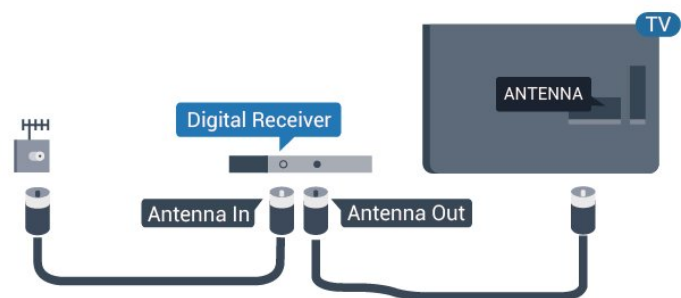 TV
ANTENNA
Digital Receiver
Antenna In
Antenna Out